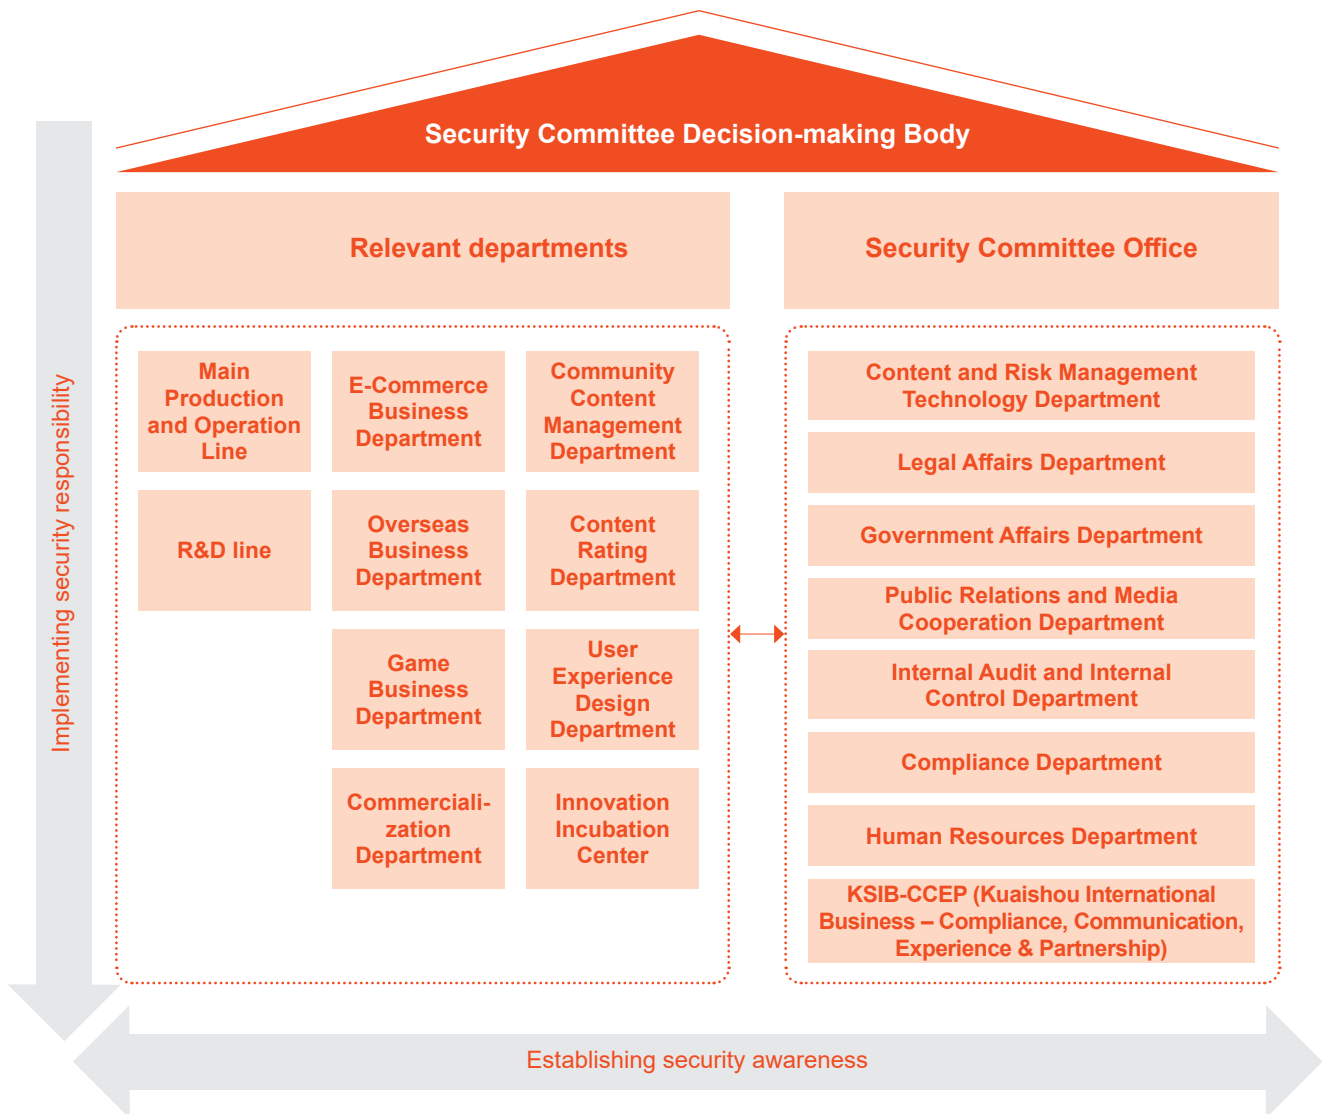 Security Committee Decision-making Body
Relevant departments
Security Committee Office
Implementing security responsibility
Main
Production
and Operation
Line
E-Commerce
Business
Department
Community
Content
Management
Department
R&D line
Overseas
Business
Department
Content
Rating
Department
Game
Business
Department
User
Experience
Design
Department
Commerciali-
zation
Department
Innovation
Incubation
Center
Content and Risk Management
Technology Department
Legal Affairs Department
Government Affairs Department
Public Relations and Media
Cooperation Department
Internal Audit and Internal
Control Department
Compliance Department
Human Resources Department
KSIB-CCEP (Kuaishou International
Business – Compliance, Communication,
Experience & Partnership)
Establishing security awareness